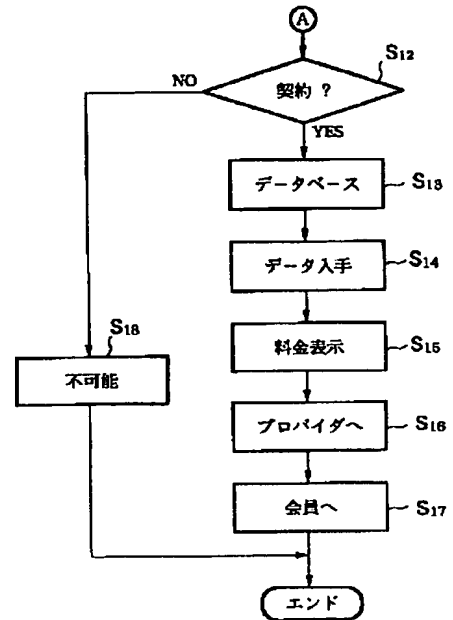 A
S12
契約 ?
NO
YES
データベース
S13
データ入手
S14
料金表示
S15
S18
不可能
プロバイダへ
S16
会員へ
S17
エンド